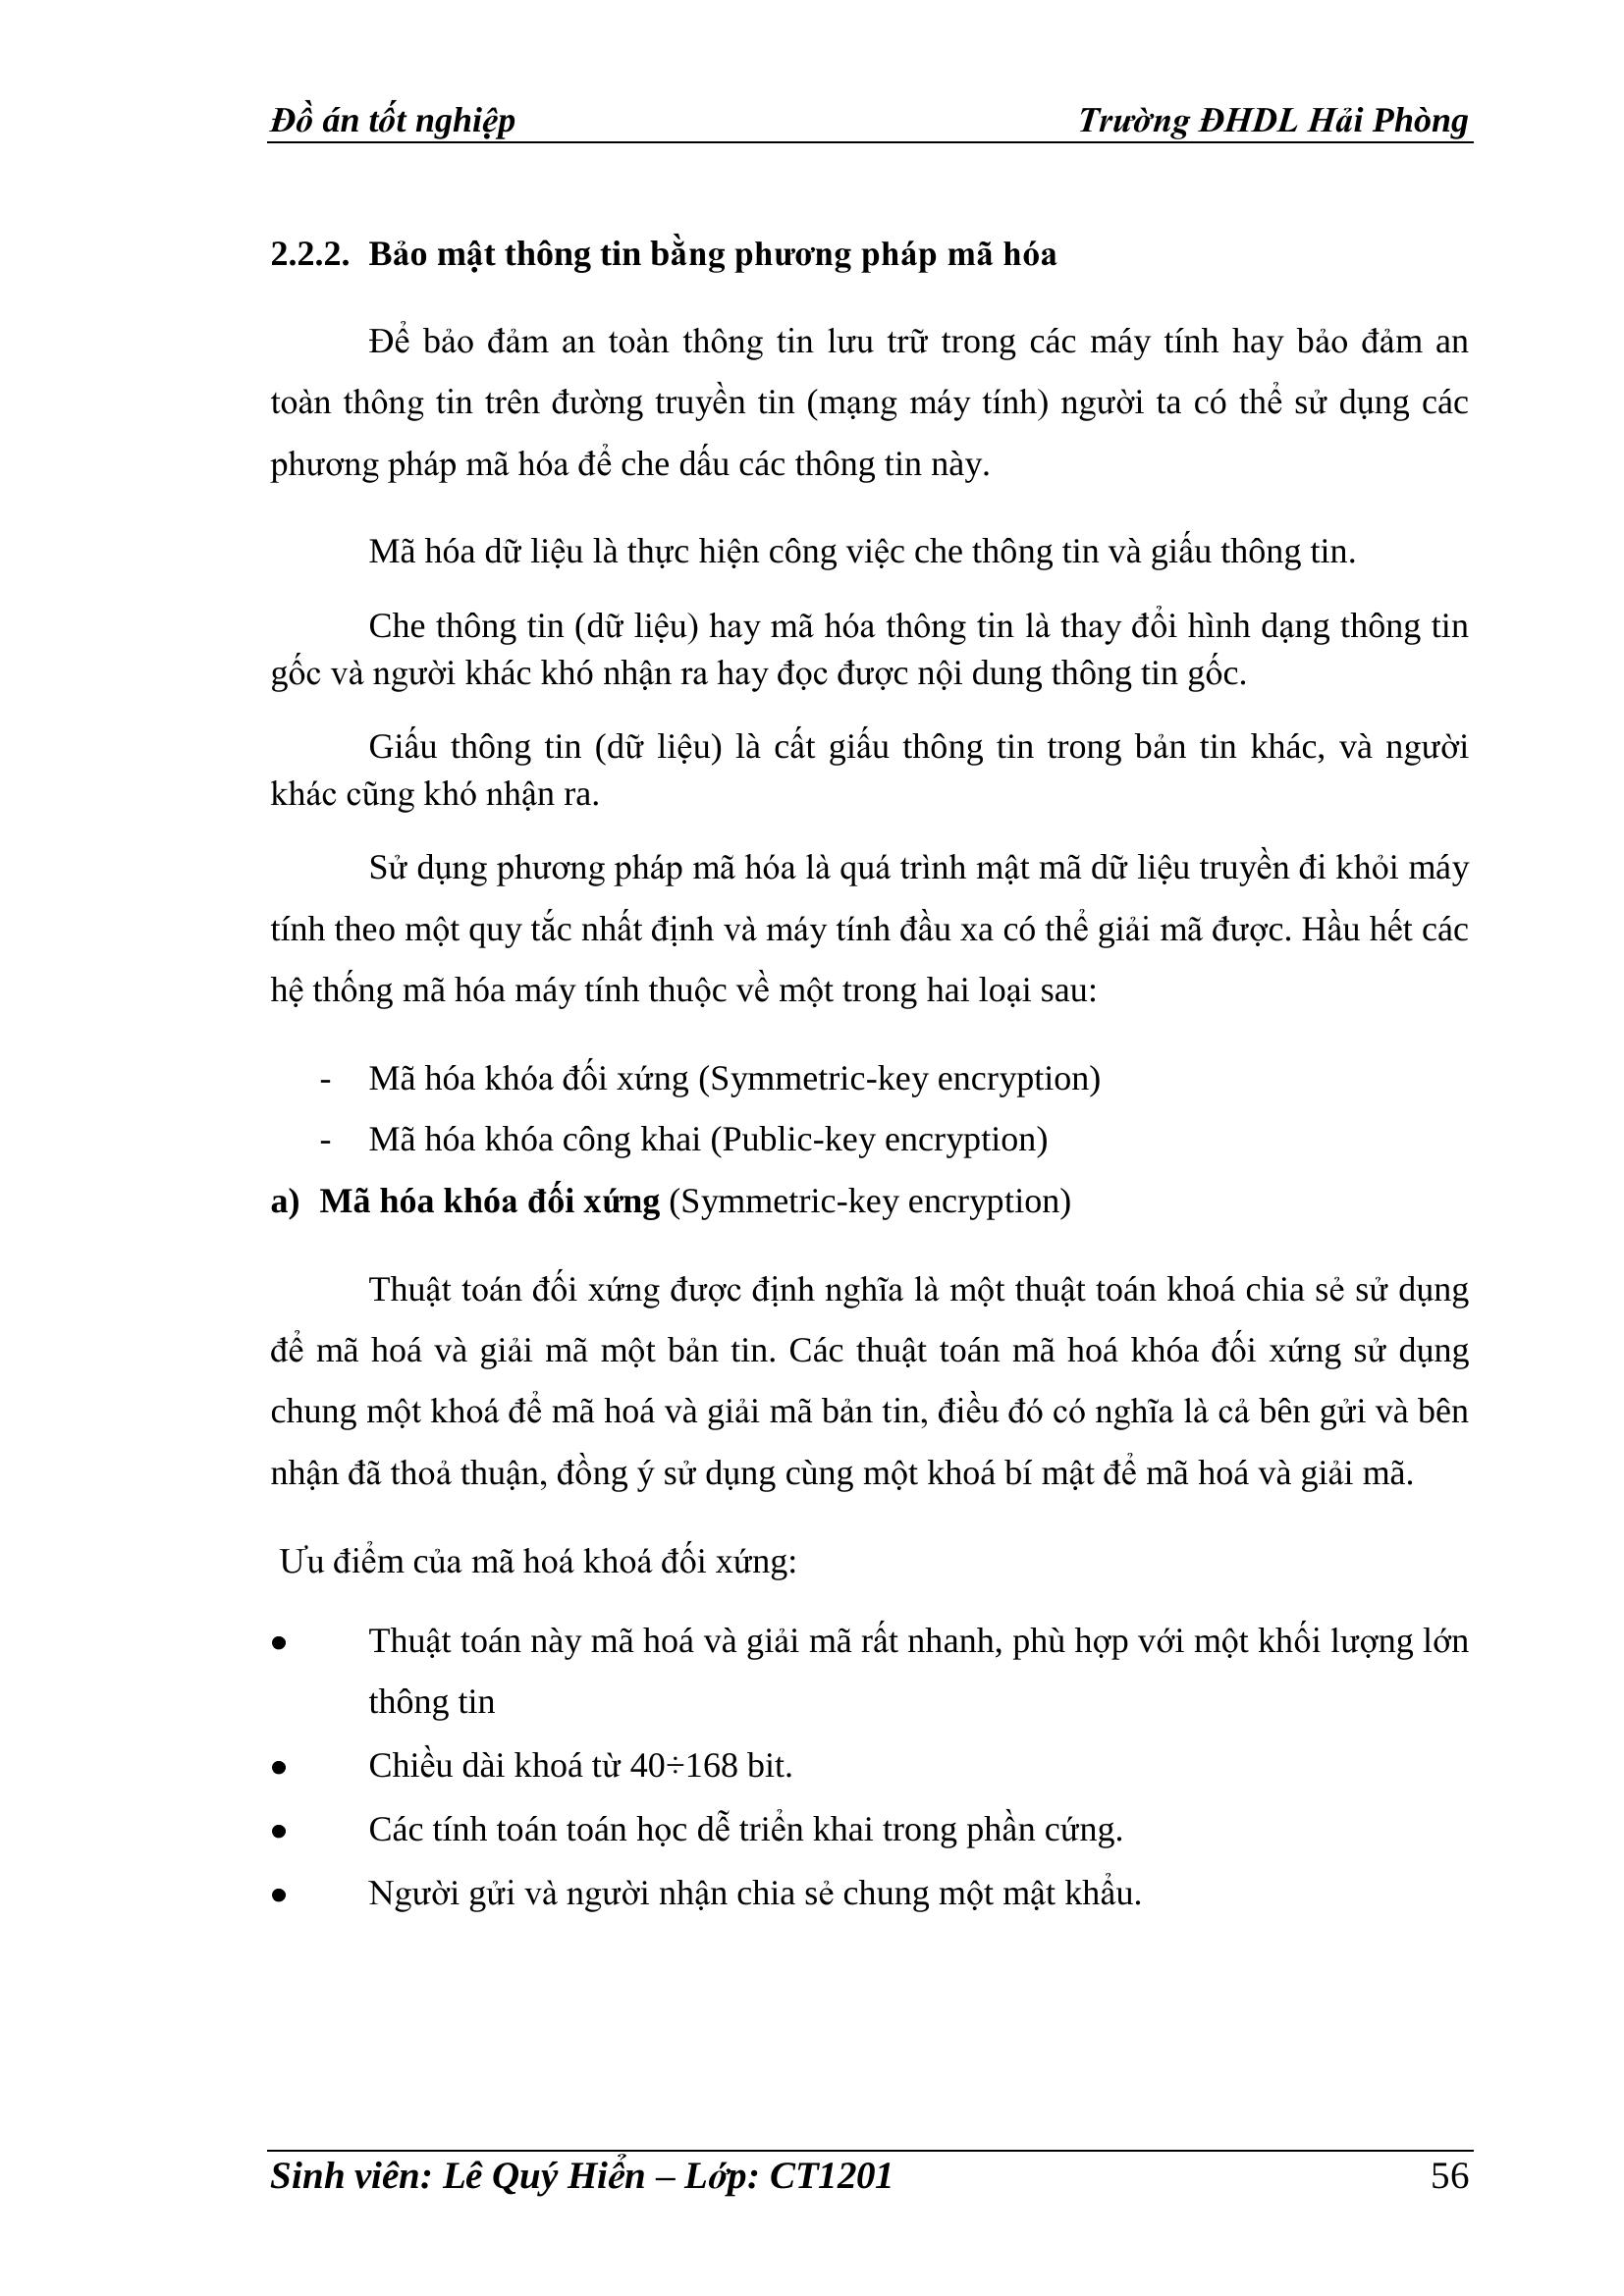 Đồ án tốt nghiệp Trường ĐHDL Hải Phòng
2.2.2. Bảo mật thông tin bằng phương pháp mã hóa
Để bảo đảm an toàn thông tin lưu trữ trong các máy tính hay bảo đảm an
toàn thông tin trên đường truyền tin (mạng máy tính) người ta có thể sử dụng các
phương pháp mã hóa để che dấu các thông tin này.
Mã hóa dữ liệu là thực hiện công việc che thông tin và giấu thông tin.
Che thông tin (dữ liệu) hay mã hóa thông tin là thay đổi hình dạng thông tin
gốc và người khác khó nhận ra hay đọc được nội dung thông tin gốc.
Giấu thông tin (dữ liệu) là cất giấu thông tin trong bản tin khác, và người
khác cũng khó nhận ra.
Sử dụng phương pháp mã hóa là quá trình mật mã dữ liệu truyền đi khỏi máy
tính theo một quy tắc nhất định và máy tính đầu xa có thể giải mã được. Hầu hết các
hệ thống mã hóa máy tính thuộc về một trong hai loại sau:
- Mã hóa khóa đối xứng (Symmetric-key encryption)
- Mã hóa khóa công khai (Public-key encryption)
a) Mã hóa khóa đối xứng (Symmetric-key encryption)
Thuật toán đối xứng được định nghĩa là một thuật toán khoá chia sẻ sử dụng
để mã hoá và giải mã một bản tin. Các thuật toán mã hoá khóa đối xứng sử dụng
chung một khoá để mã hoá và giải mã bản tin, điều đó có nghĩa là cả bên gửi và bên
nhận đã thoả thuận, đồng ý sử dụng cùng một khoá bí mật để mã hoá và giải mã.
Ưu điểm của mã hoá khoá đối xứng:
● Thuật toán này mã hoá và giải mã rất nhanh, phù hợp với một khối lượng lớn
thông tin
● Chiều dài khoá từ 40÷168 bit.
● Các tính toán toán học dễ triển khai trong phần cứng.
● Người gửi và người nhận chia sẻ chung một mật khẩu.
Sinh viên: Lê Quý Hiển – Lớp: CT1201 56